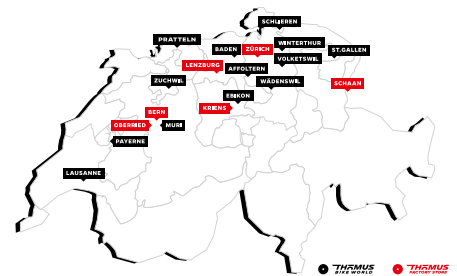 SCHLIEREN
PRATTELN
WINTERTHUR
BADEN
ZÜRICH
ST.GALLEN
VOLKETSWIL
LENZBURG
AFFOLTERN
ZUCHWIL
WÄDENSWIL
SCHAAN
EBIKON
KRIENS
BERN
OBERRIED
MURI
PAYERNE
LAUSANNE
THÖMUS
BIKE WORLD
THÖMUS
FACTORY STORE